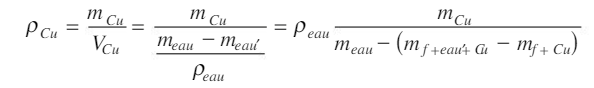 ρ_Cu = m_Cu / V_Cu = m_Cu / ((m_eau − m_eau′) / ρ_eau) = ρ_eau m_Cu / (m_eau − (m_f+eau′+Cu − m_f+Cu))